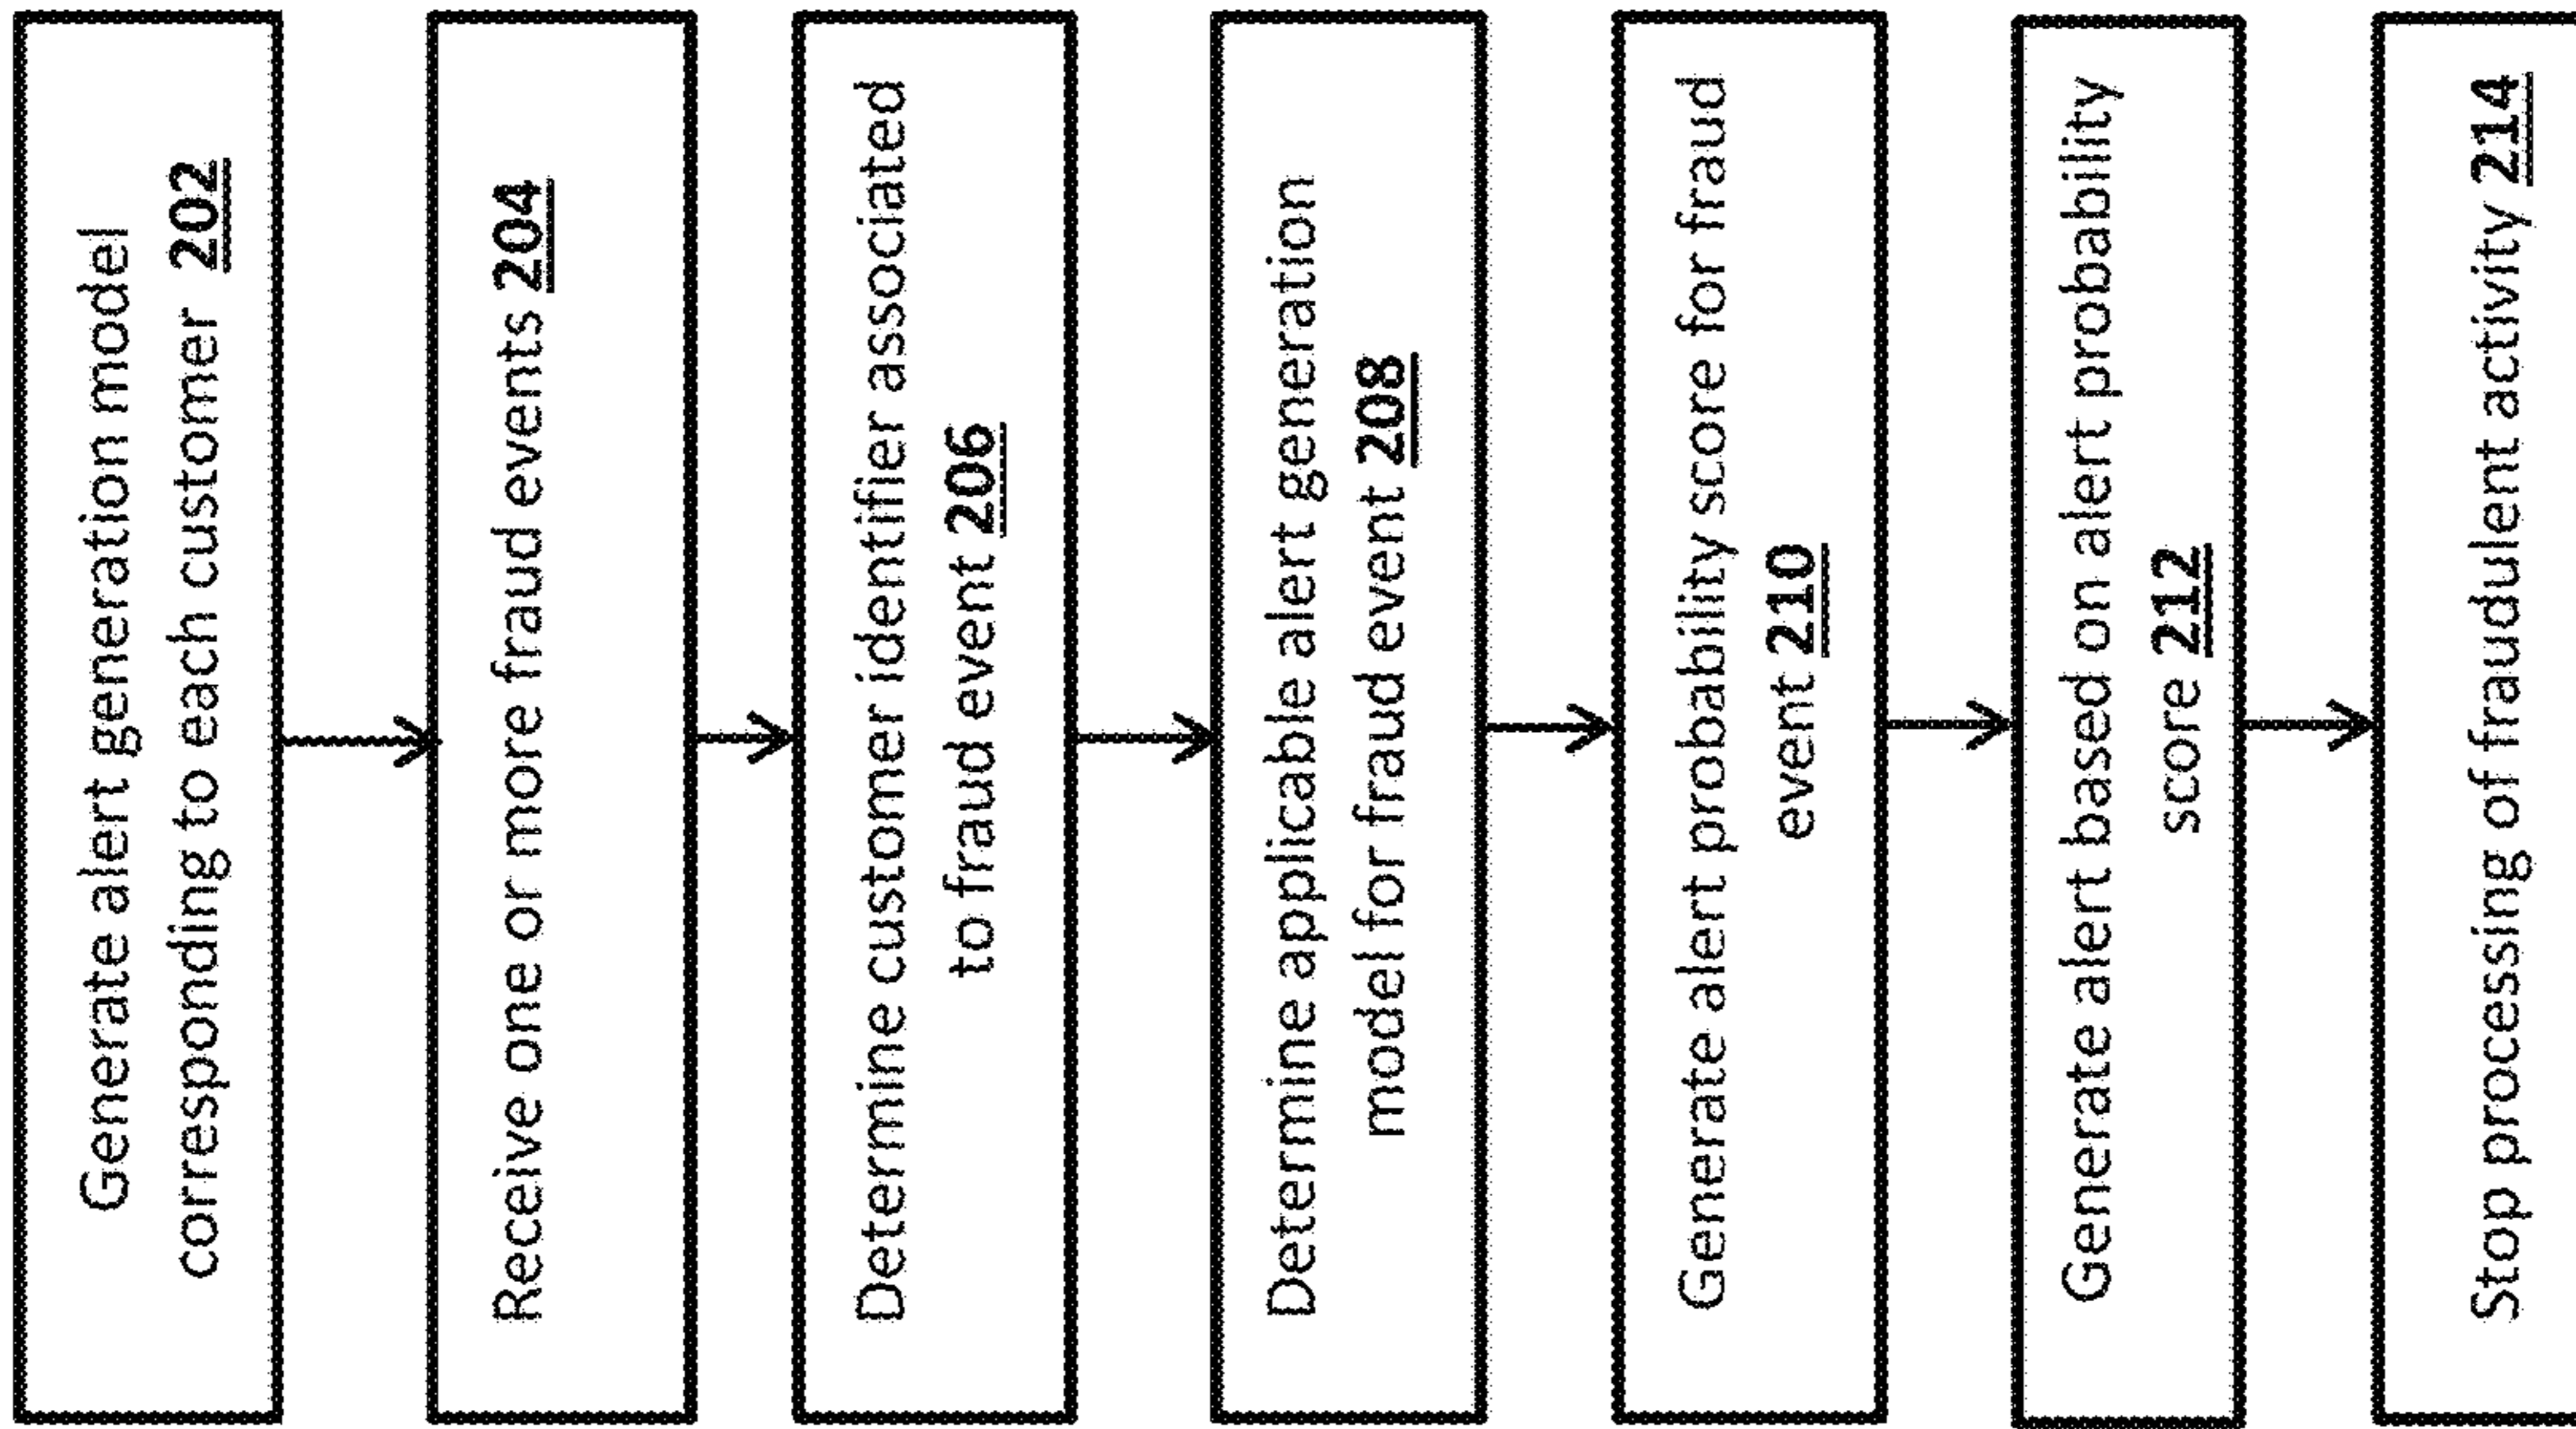 Generate alert generation model
corresponding to each customer 202
Receive one or more fraud events 204
Determine customer identifier associated
to fraud event 206
Determine applicable alert generation
model for fraud event 208
Generate alert probability score for fraud
event 210
Generate alert based on alert probability
score 212
Stop processing of fraudulent activity 214